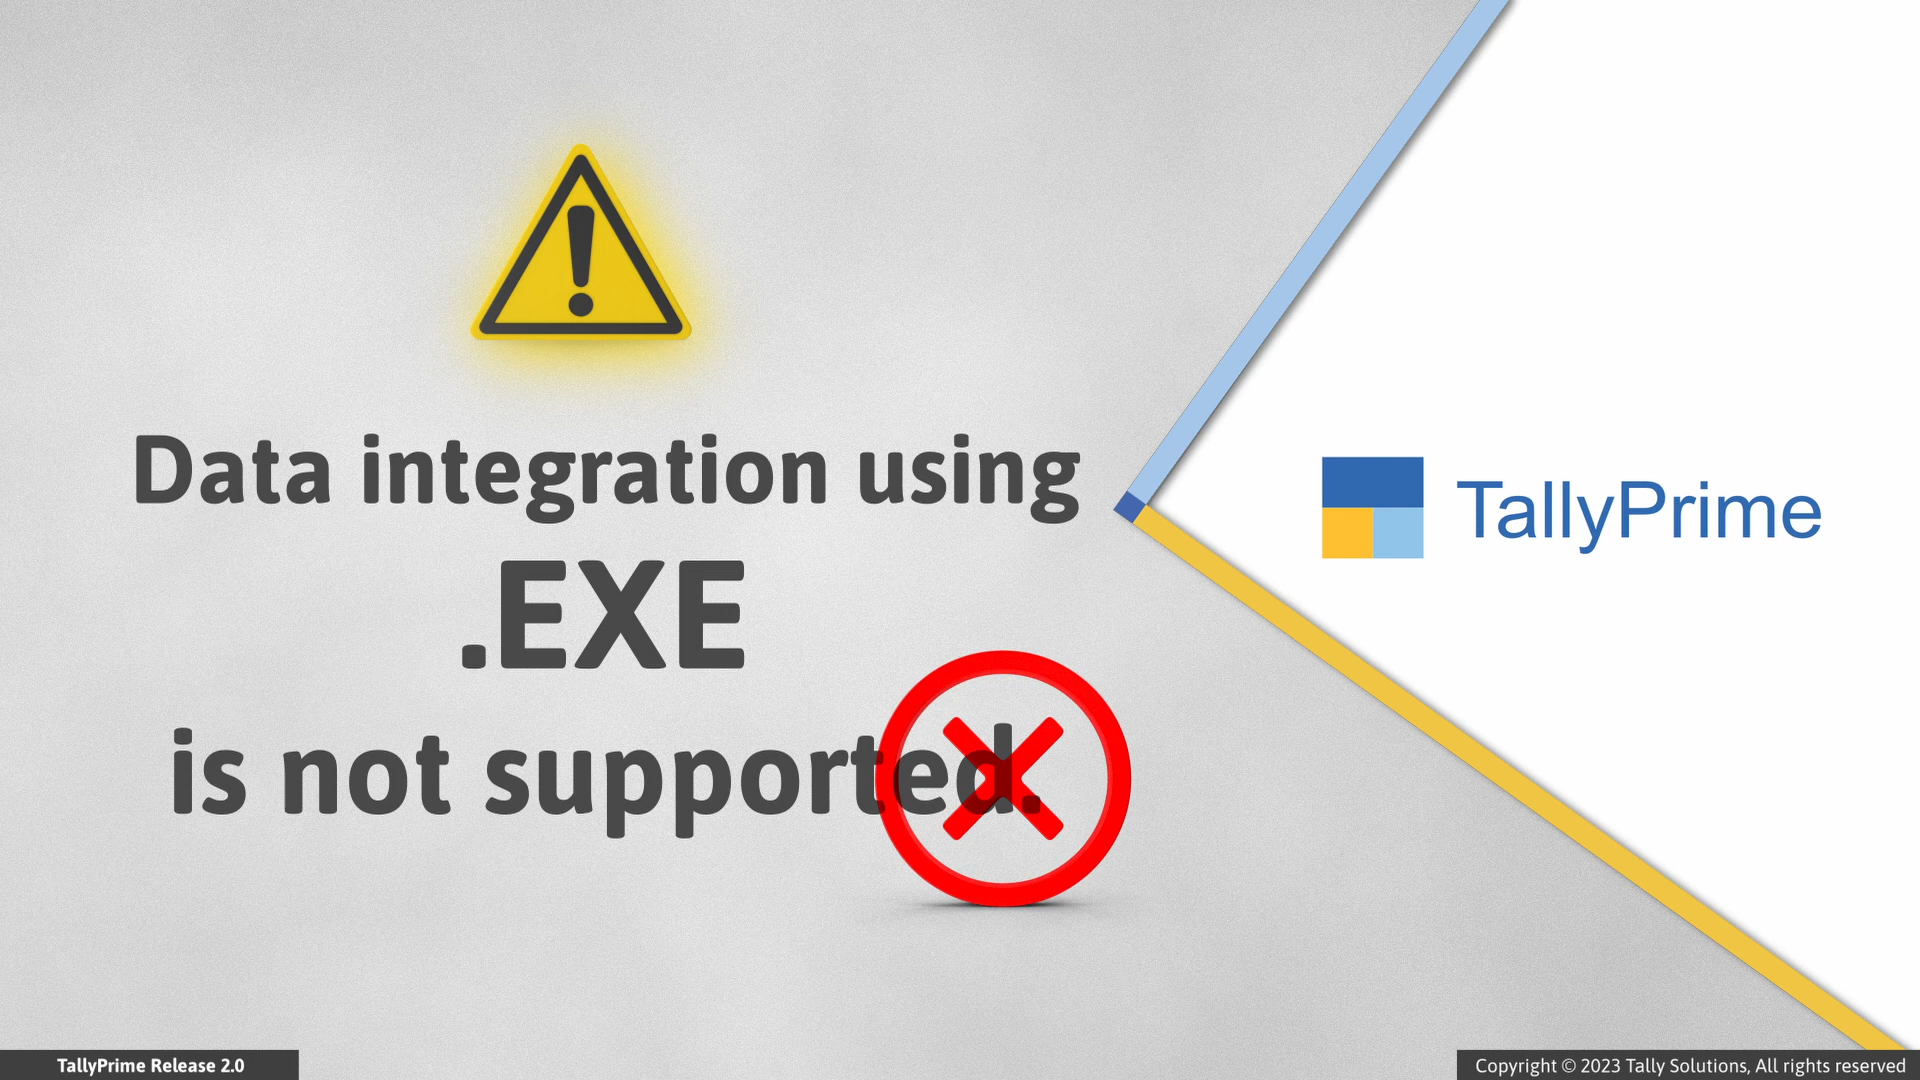 Data integration using
.EXE
is not supported.
TallyPrime
TallyPrime Release 2.0
Copyright © 2023 Tally Solutions, All rights reserved